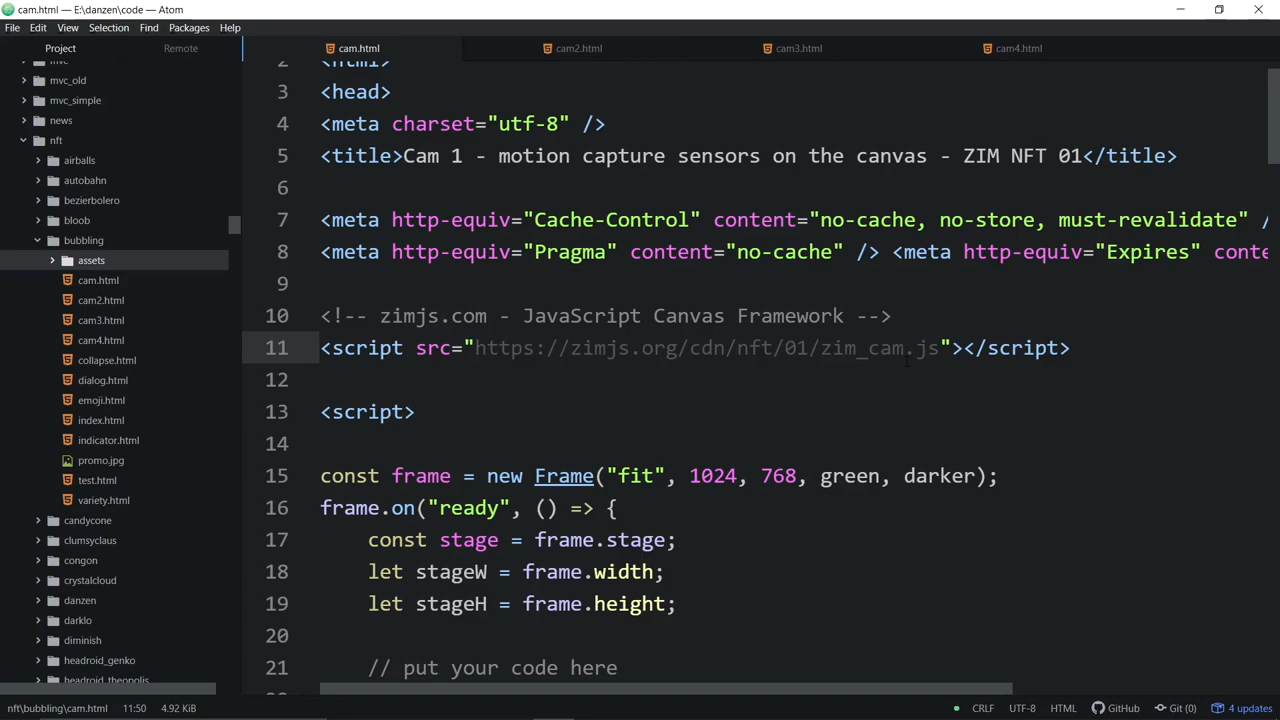 cam.html — E:\danzen\code — Atom
File Edit View Selection Find Packages Help
Project Remote
cam.html cam2.html cam3.html cam4.html
mvc
mvc_old
mvc_simple
news
nft
airballs
autobahn
bezierbolero
bloob
bubbling
assets
cam.html
cam2.html
cam3.html
cam4.html
collapse.html
dialog.html
emoji.html
index.html
indicator.html
promo.jpg
test.html
variety.html
candycone
clumsyclaus
congon
crystalcloud
danzen
darklo
diminish
headroid_genko
headroid_theopolis
2 <html>
3 <head>
4 <meta charset="utf-8" />
5 <title>Cam 1 - motion capture sensors on the canvas - ZIM NFT 01</title>
6
7 <meta http-equiv="Cache-Control" content="no-cache, no-store, must-revalidate" /
8 <meta http-equiv="Pragma" content="no-cache" /> <meta http-equiv="Expires" conte
9
10 <!-- zimjs.com - JavaScript Canvas Framework -->
11 <script src="https://zimjs.org/cdn/nft/01/zim_cam.js"></script>
12
13 <script>
14
15 const frame = new Frame("fit", 1024, 768, green, darker);
16 frame.on("ready", () => {
17 const stage = frame.stage;
18 let stageW = frame.width;
19 let stageH = frame.height;
20
21 // put your code here
nft\bubbling\cam.html 11:50 4.92 KiB CRLF UTF-8 HTML GitHub Git (0) 4 updates